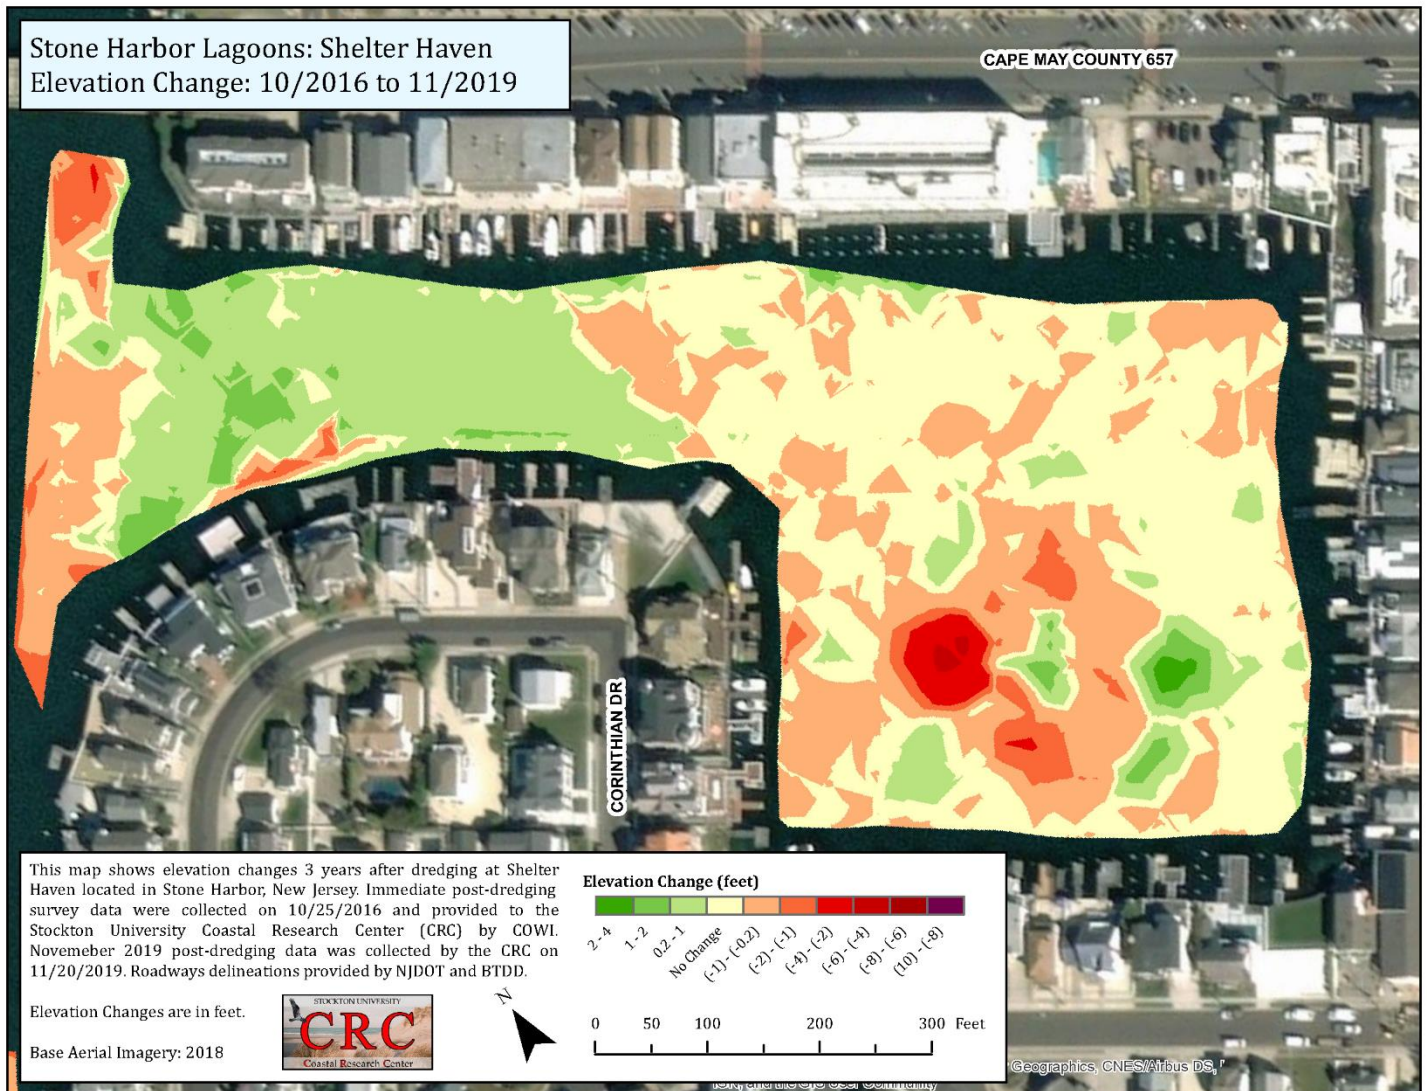 Stone Harbor Lagoons: Shelter Haven
Elevation Change: 10/2016 to 11/2019
CAPE MAY COUNTY 657
CORINTHIAN DR
This map shows elevation changes 3 years after dredging at Shelter
Haven located in Stone Harbor, New Jersey. Immediate post-dredging
survey data were collected on 10/25/2016 and provided to the
Stockton University Coastal Research Center (CRC) by COWI.
Novemeber 2019 post-dredging data was collected by the CRC on
11/20/2019. Roadways delineations provided by NJDOT and BTDD.
Elevation Changes are in feet.
Base Aerial Imagery: 2018
STOCKTON UNIVERSITY
CRC
Coastal Research Center
N
Elevation Change (feet)
2 - 4
1 - 2
0.2 - 1
No Change
(-1) - (-0.2)
(-2) - (-1)
(-4) - (-2)
(-6) - (-4)
(-8) - (-6)
(10) - (-8)
0 50 100 200 300 Feet
Geographics, CNES/Airbus DS,
and the GIS User Community